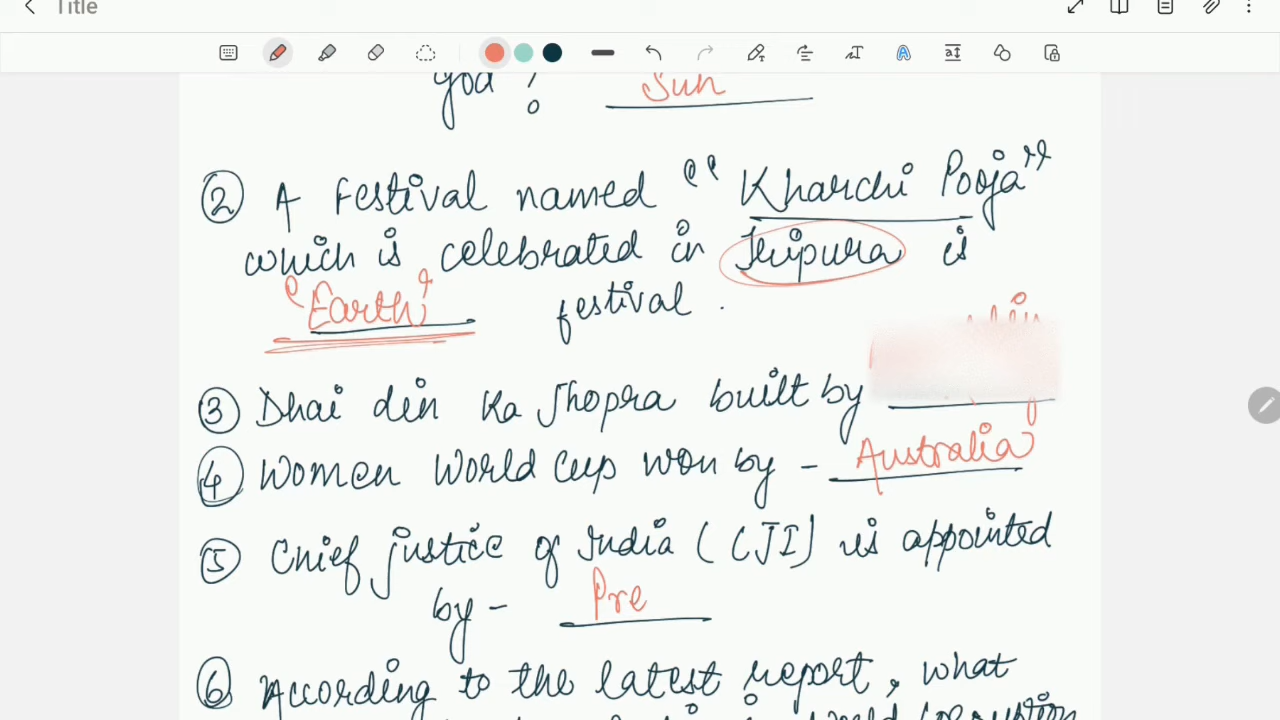 Title
God ? Sun
② A festival named "Kharchi Pooja"
which is celebrated in Tripura is
"Earth" festival.
③ Dhai din Ka Jhopra built by
④ Women World Cup won by - Australia
⑤ Chief justice of India (CJI) is appointed
by- Pre
⑥ According to the latest report, what
World corruption